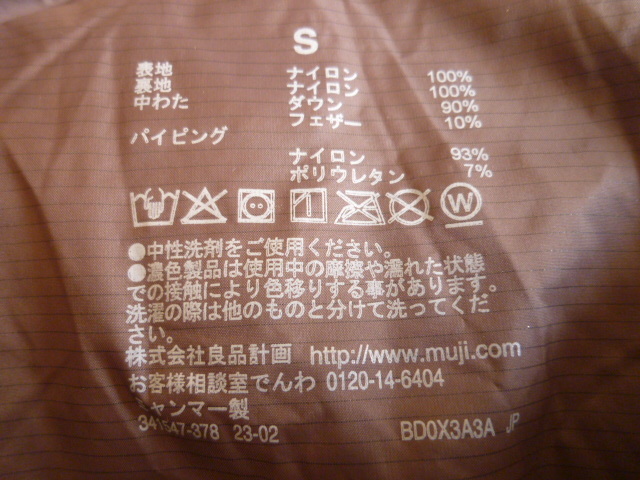 S
表地 ナイロン 100%
裏地 ナイロン 100%
中わた ダウン 90%
フェザー 10%
パイピング
ナイロン 93%
ポリウレタン 7%
W
●中性洗剤をご使用ください。
●濃色製品は使用中の摩擦や濡れた状態
での接触により色移りする事があります。
洗濯の際は他のものと分けて洗ってくだ
さい。
株式会社良品計画 http://www.muji.com
お客様相談室でんわ 0120-14-6404
ミャンマー製
23-02 BD0X3A3A JP